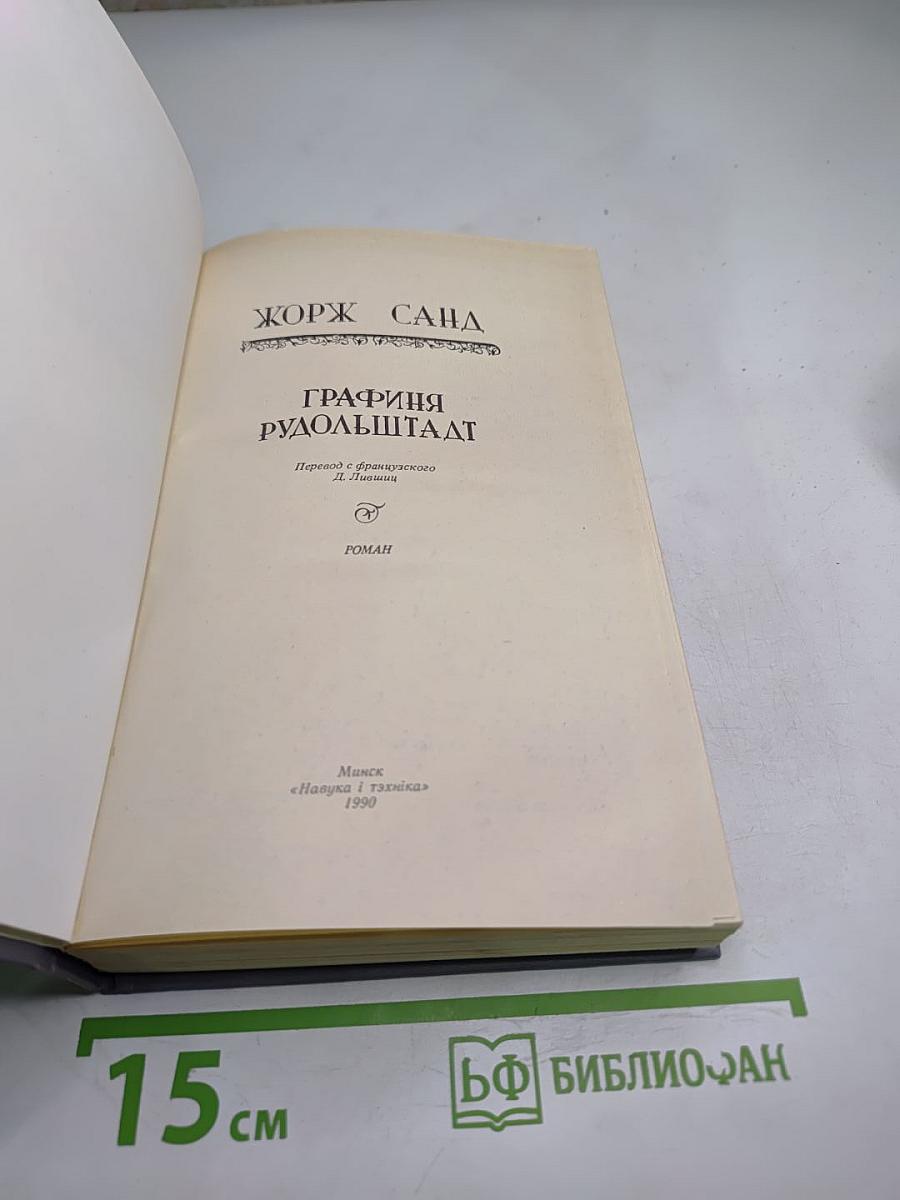 ЖОРЖ САНД
ГРАФИНЯ
РУДОЛЬШТАДТ
Перевод с французского
Д. Лившиц
РОМАН
Минск
«Навука і тэхніка»
1990
15 см
БФ БИБЛИОФАН